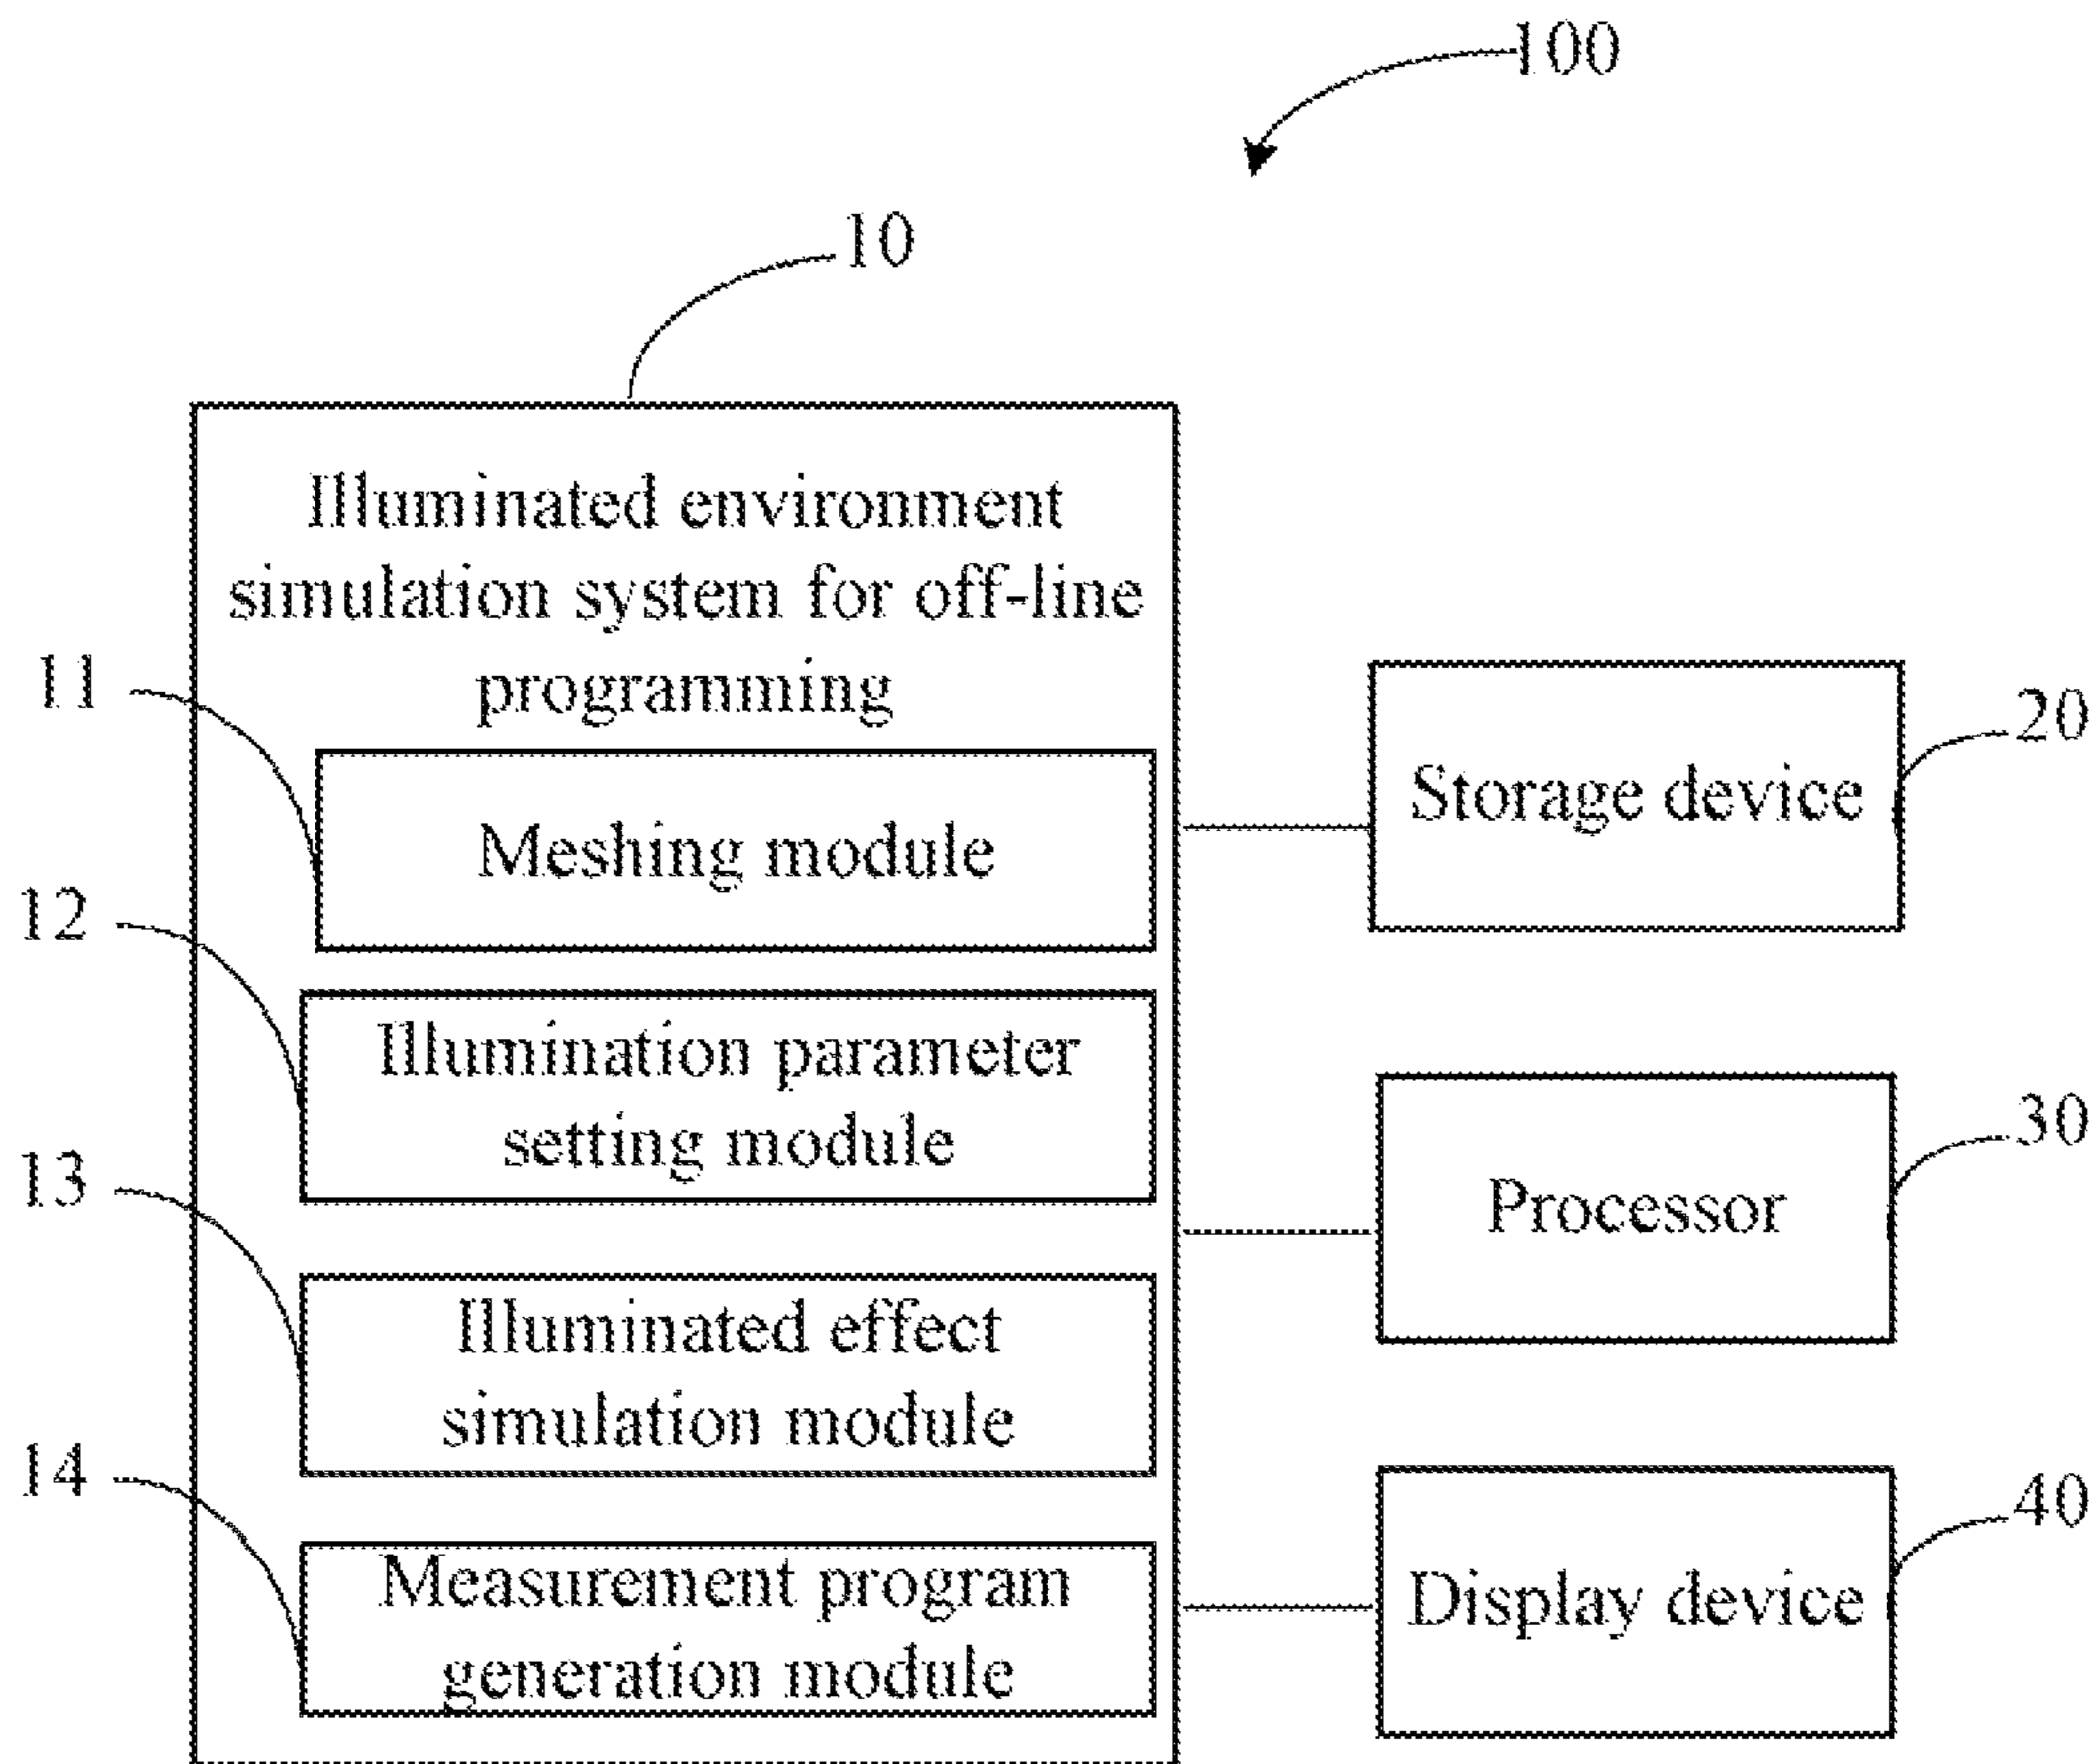 100
10
Illuminated environment
simulation system for off-line
programming
11
Meshing module
12
Illumination parameter
setting module
13
Illuminated effect
simulation module
14
Measurement program
generation module
Storage device
20
Processor
30
Display device
40